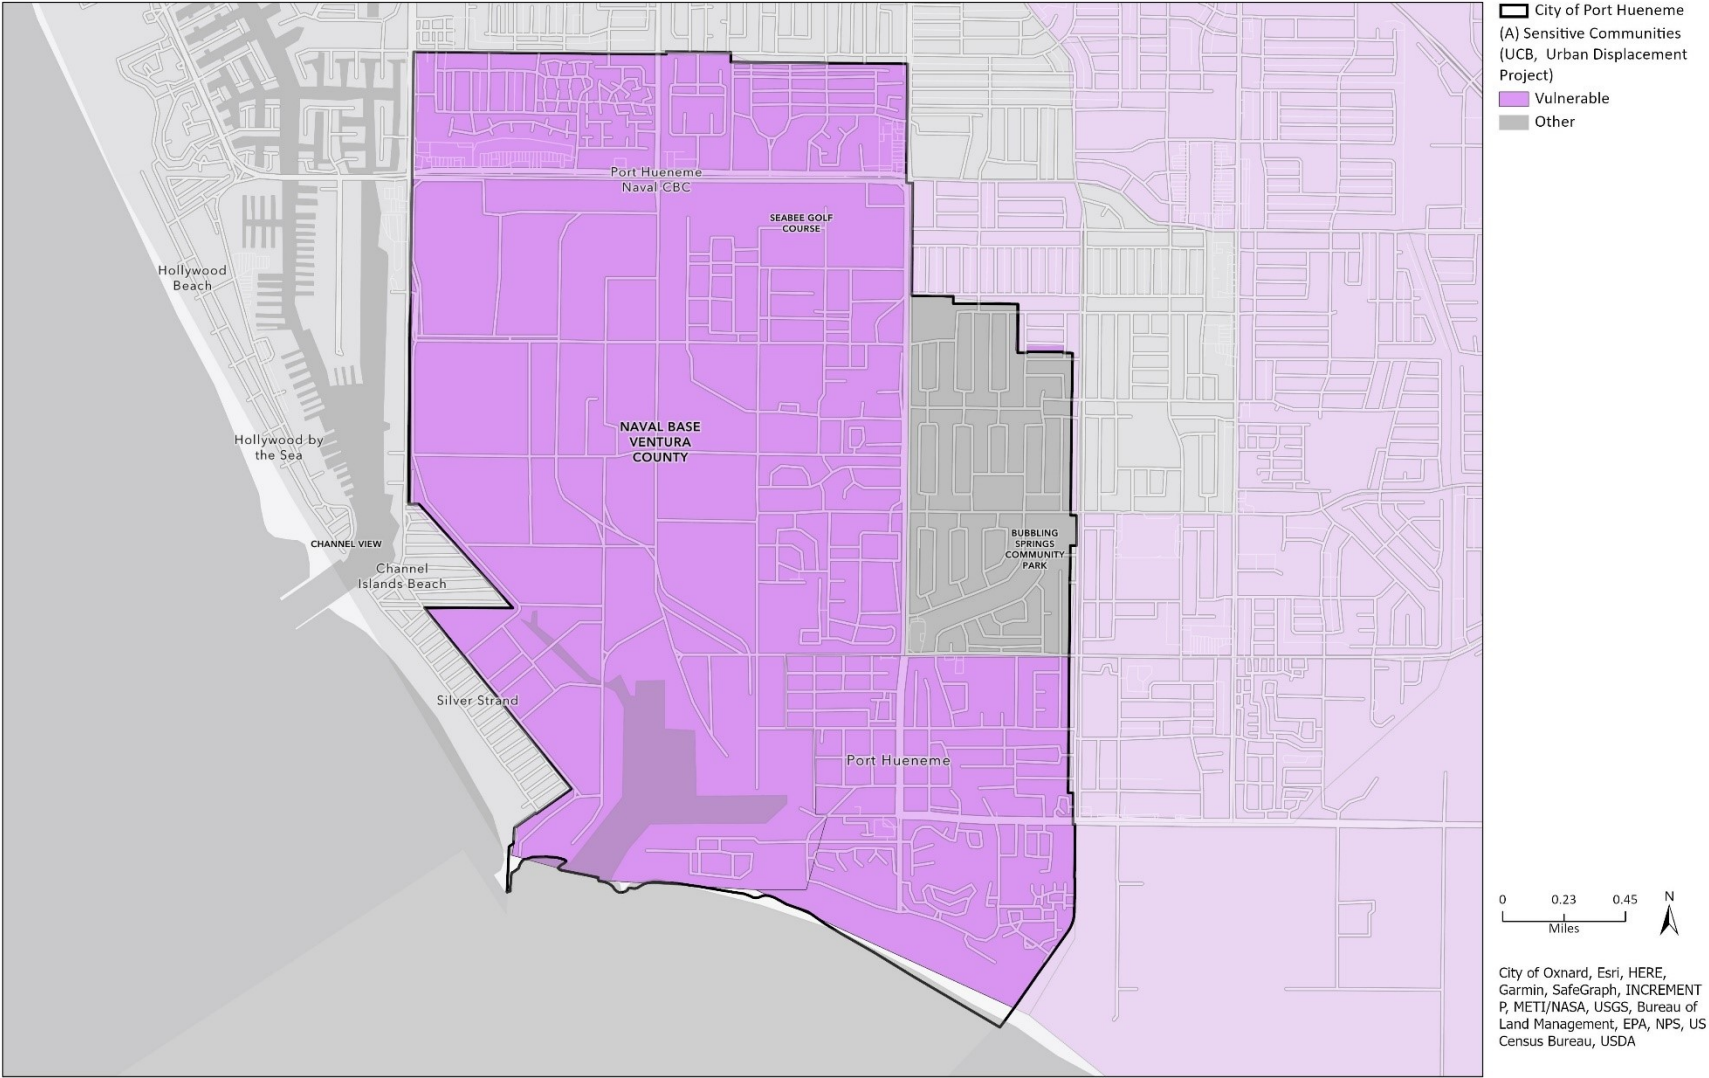 City of Port Hueneme
(A) Sensitive Communities
(UCB, Urban Displacement
Project)
Vulnerable
Other
Port Hueneme
Naval CBC
SEABEE GOLF
COURSE
Hollywood
Beach
NAVAL BASE
VENTURA
COUNTY
Hollywood by
the Sea
CHANNEL VIEW
BUBBLING
SPRINGS
COMMUNITY
PARK
Channel
Islands Beach
Silver Strand
Port Hueneme
0 0.23 0.45
Miles
N
City of Oxnard, Esri, HERE,
Garmin, SafeGraph, INCREMENT
P, METI/NASA, USGS, Bureau of
Land Management, EPA, NPS, US
Census Bureau, USDA